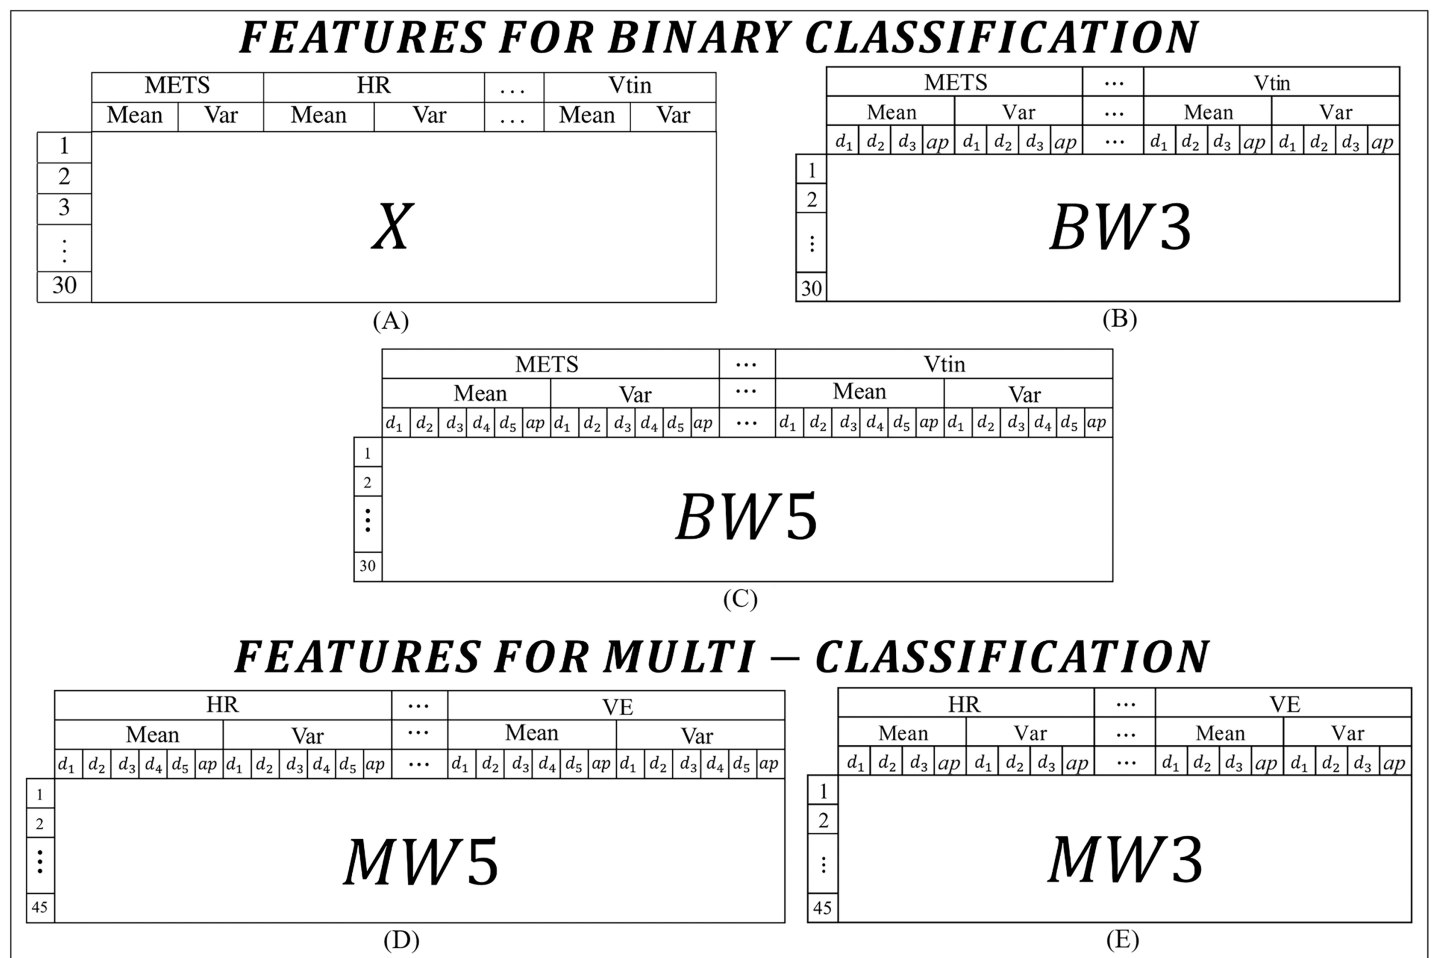 FEATURES FOR BINARY CLASSIFICATION
METS HR ... Vtin
Mean Var Mean Var ... Mean Var
1
2
3
⋮
30
X
(A)
METS ⋯ Vtin
Mean Var ⋯ Mean Var
d₁ d₂ d₃ ap d₁ d₂ d₃ ap ⋯ d₁ d₂ d₃ ap d₁ d₂ d₃ ap
1
2
⋮
30
BW3
(B)
METS ⋯ Vtin
Mean Var ⋯ Mean Var
d₁ d₂ d₃ d₄ d₅ ap d₁ d₂ d₃ d₄ d₅ ap ⋯ d₁ d₂ d₃ d₄ d₅ ap d₁ d₂ d₃ d₄ d₅ ap
1
2
⋮
30
BW5
(C)
FEATURES FOR MULTI − CLASSIFICATION
HR ⋯ VE
Mean Var ⋯ Mean Var
d₁ d₂ d₃ d₄ d₅ ap d₁ d₂ d₃ d₄ d₅ ap ⋯ d₁ d₂ d₃ d₄ d₅ ap d₁ d₂ d₃ d₄ d₅ ap
1
2
⋮
45
MW5
(D)
HR ⋯ VE
Mean Var ⋯ Mean Var
d₁ d₂ d₃ ap d₁ d₂ d₃ ap ⋯ d₁ d₂ d₃ ap d₁ d₂ d₃ ap
1
2
⋮
45
MW3
(E)